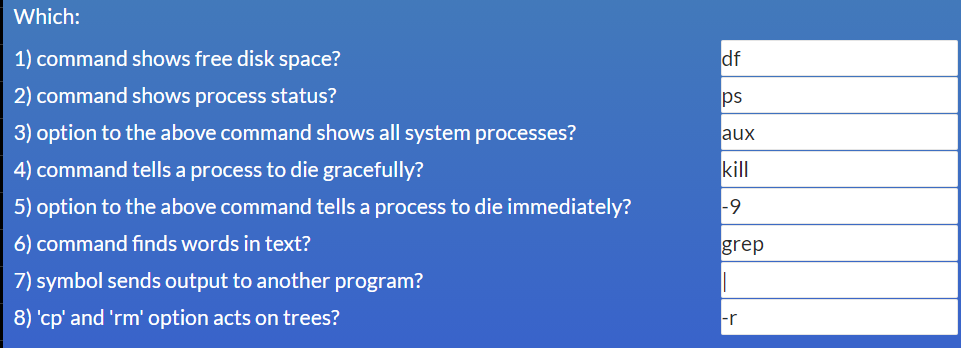 Which:
1) command shows free disk space? df
2) command shows process status? ps
3) option to the above command shows all system processes? aux
4) command tells a process to die gracefully? kill
5) option to the above command tells a process to die immediately? -9
6) command finds words in text? grep
7) symbol sends output to another program? |
8) 'cp' and 'rm' option acts on trees? -r